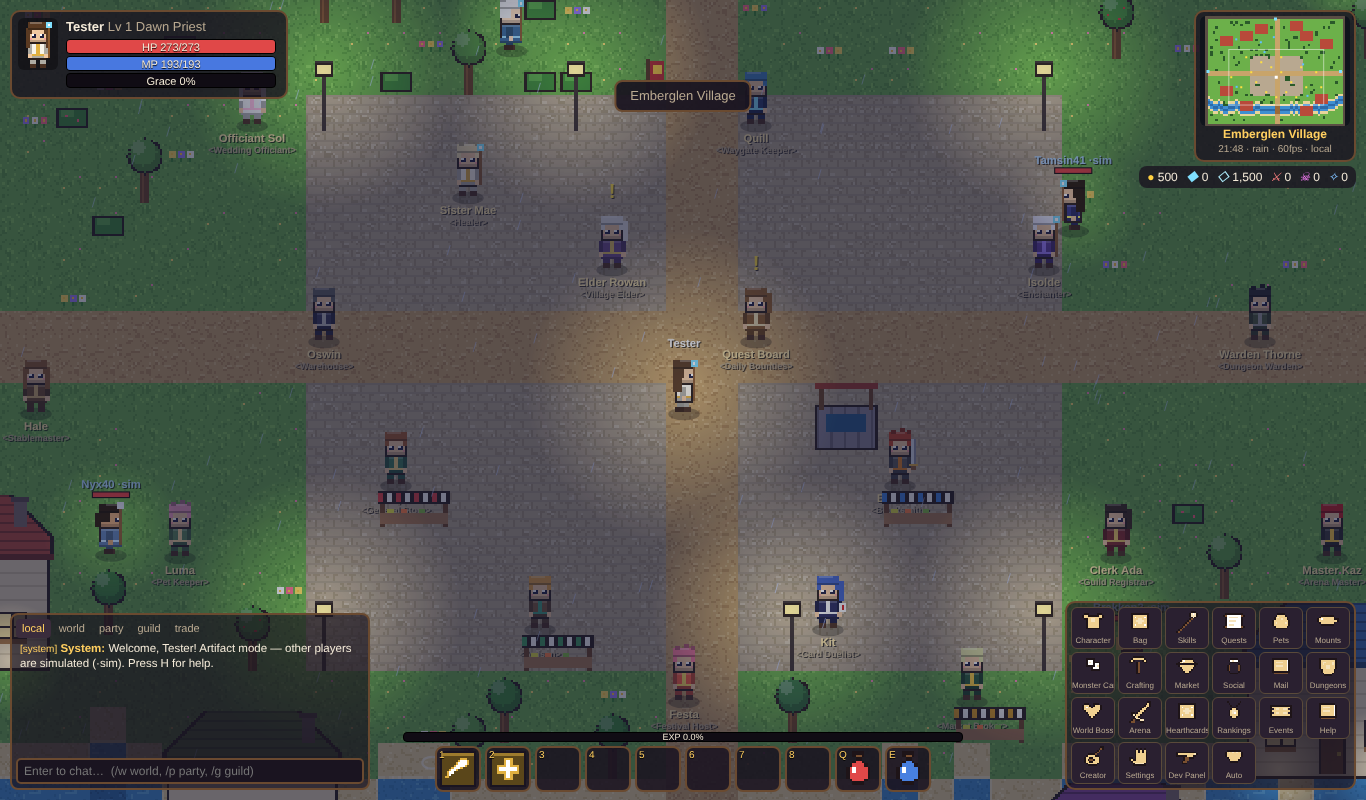 Tester Lv 1 Dawn Priest
HP 273/273
MP 193/193
Grace 0%
Emberglen Village
Emberglen Village
21:48 · rain · 60fps · local
500 0 1,500 0 0 0
Officiant Sol
<Wedding Officiant>
Quill
<Waygate Keeper>
Tamsin41 ·sim
Sister Mae
<Healer>
!
Elder Rowan
<Village Elder>
!
Isolde
<Enchanter>
Oswin
<Warehouse>
Tester
Quest Board
<Daily Bounties>
Warden Thorne
<Dungeon Warden>
Hale
<Stablemaster>
Nyx40 ·sim
Luma
<Pet Keeper>
Clerk Ada
<Guild Registrar>
Master Kaz
<Arena Master>
Kit
<Card Duelist>
Festa
<Festival Host>
local world party guild trade
[system] System: Welcome, Tester! Artifact mode — other players
are simulated (·sim). Press H for help.
Enter to chat… (/w world, /p party, /g guild)
EXP 0.0%
1 2 3 4 5 6 7 8 Q E
Character Bag Skills Quests Pets Mounts
Monster Ca Crafting Market Social Mail Dungeons
World Boss Arena Hearthcards Rankings Events Help
Creator Settings Dev Panel Auto